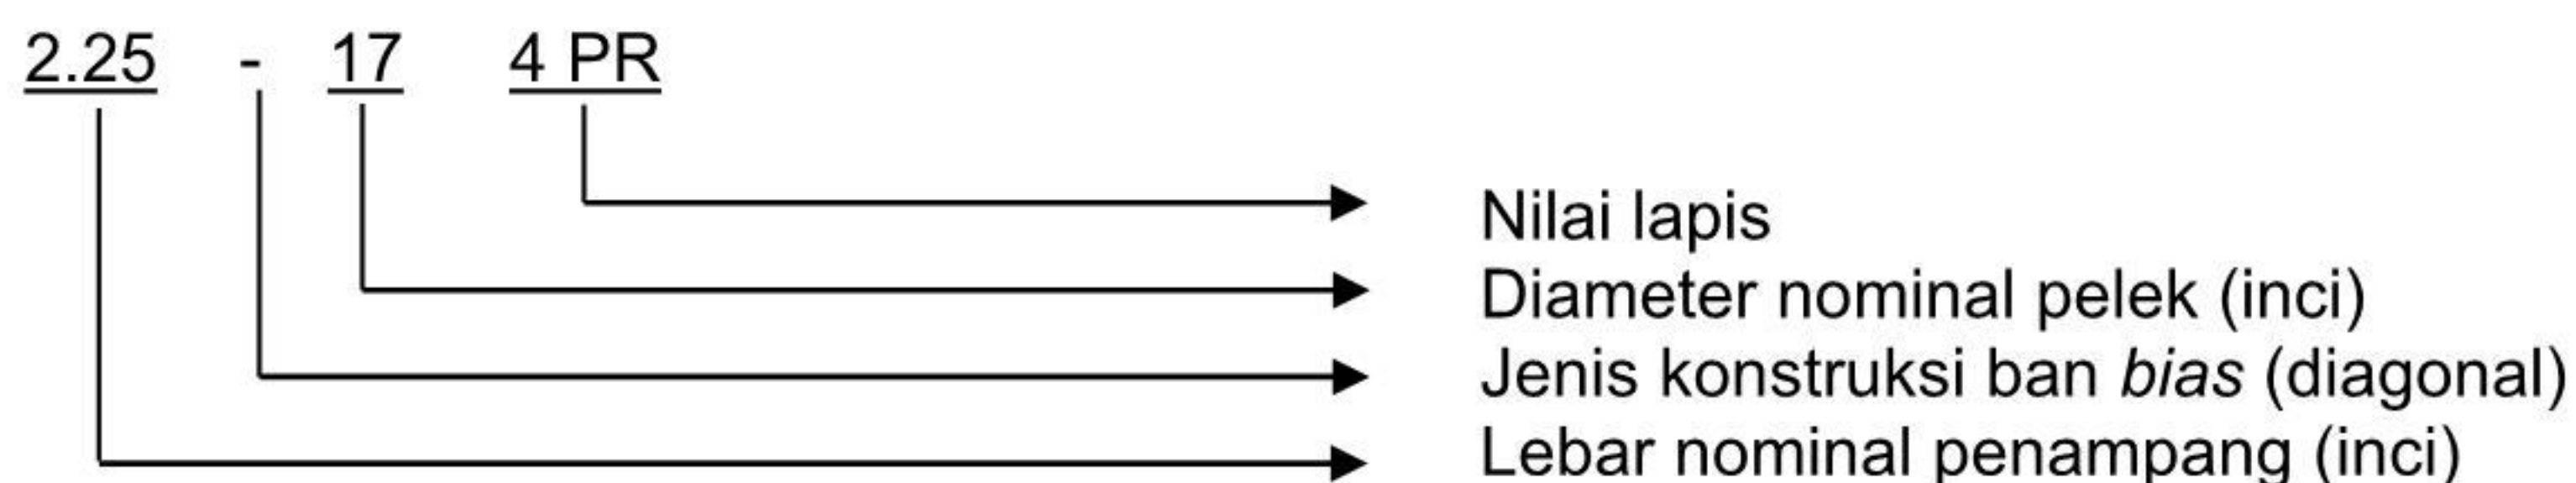 2.25 - 17 4 PR
Nilai lapis
Diameter nominal pelek (inci)
Jenis konstruksi ban bias (diagonal)
Lebar nominal penampang (inci)